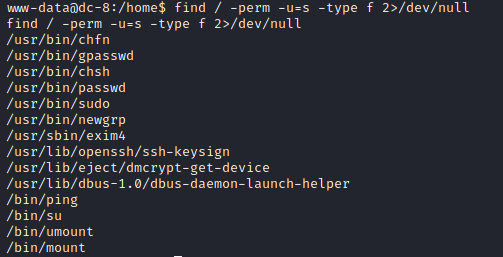 www-data@dc-8:/home$ find / -perm -u=s -type f 2>/dev/null
find / -perm -u=s -type f 2>/dev/null
/usr/bin/chfn
/usr/bin/gpasswd
/usr/bin/chsh
/usr/bin/passwd
/usr/bin/sudo
/usr/bin/newgrp
/usr/sbin/exim4
/usr/lib/openssh/ssh-keysign
/usr/lib/eject/dmcrypt-get-device
/usr/lib/dbus-1.0/dbus-daemon-launch-helper
/bin/ping
/bin/su
/bin/umount
/bin/mount